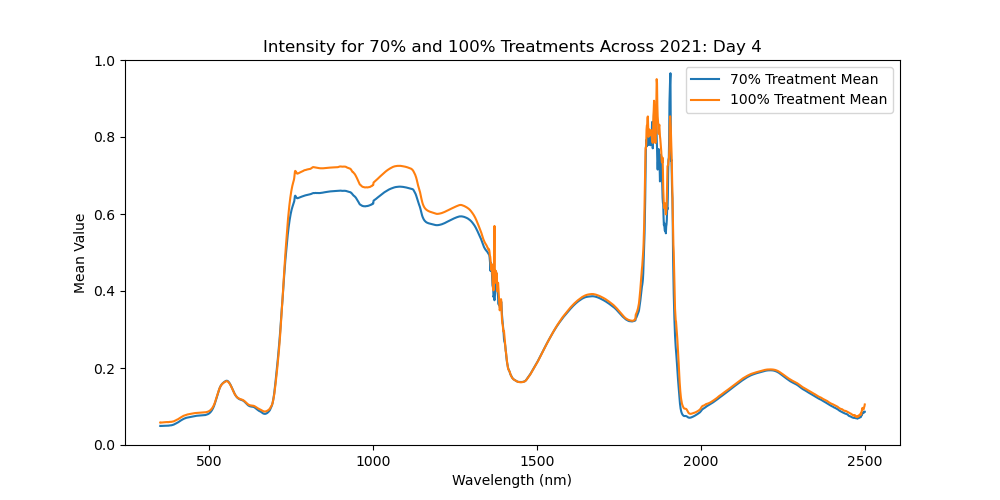 Intensity for 70% and 100% Treatments Across 2021: Day 4
70% Treatment Mean
100% Treatment Mean
Mean Value
1.0
0.8
0.6
0.4
0.2
0.0
500
1000
1500
2000
2500
Wavelength (nm)